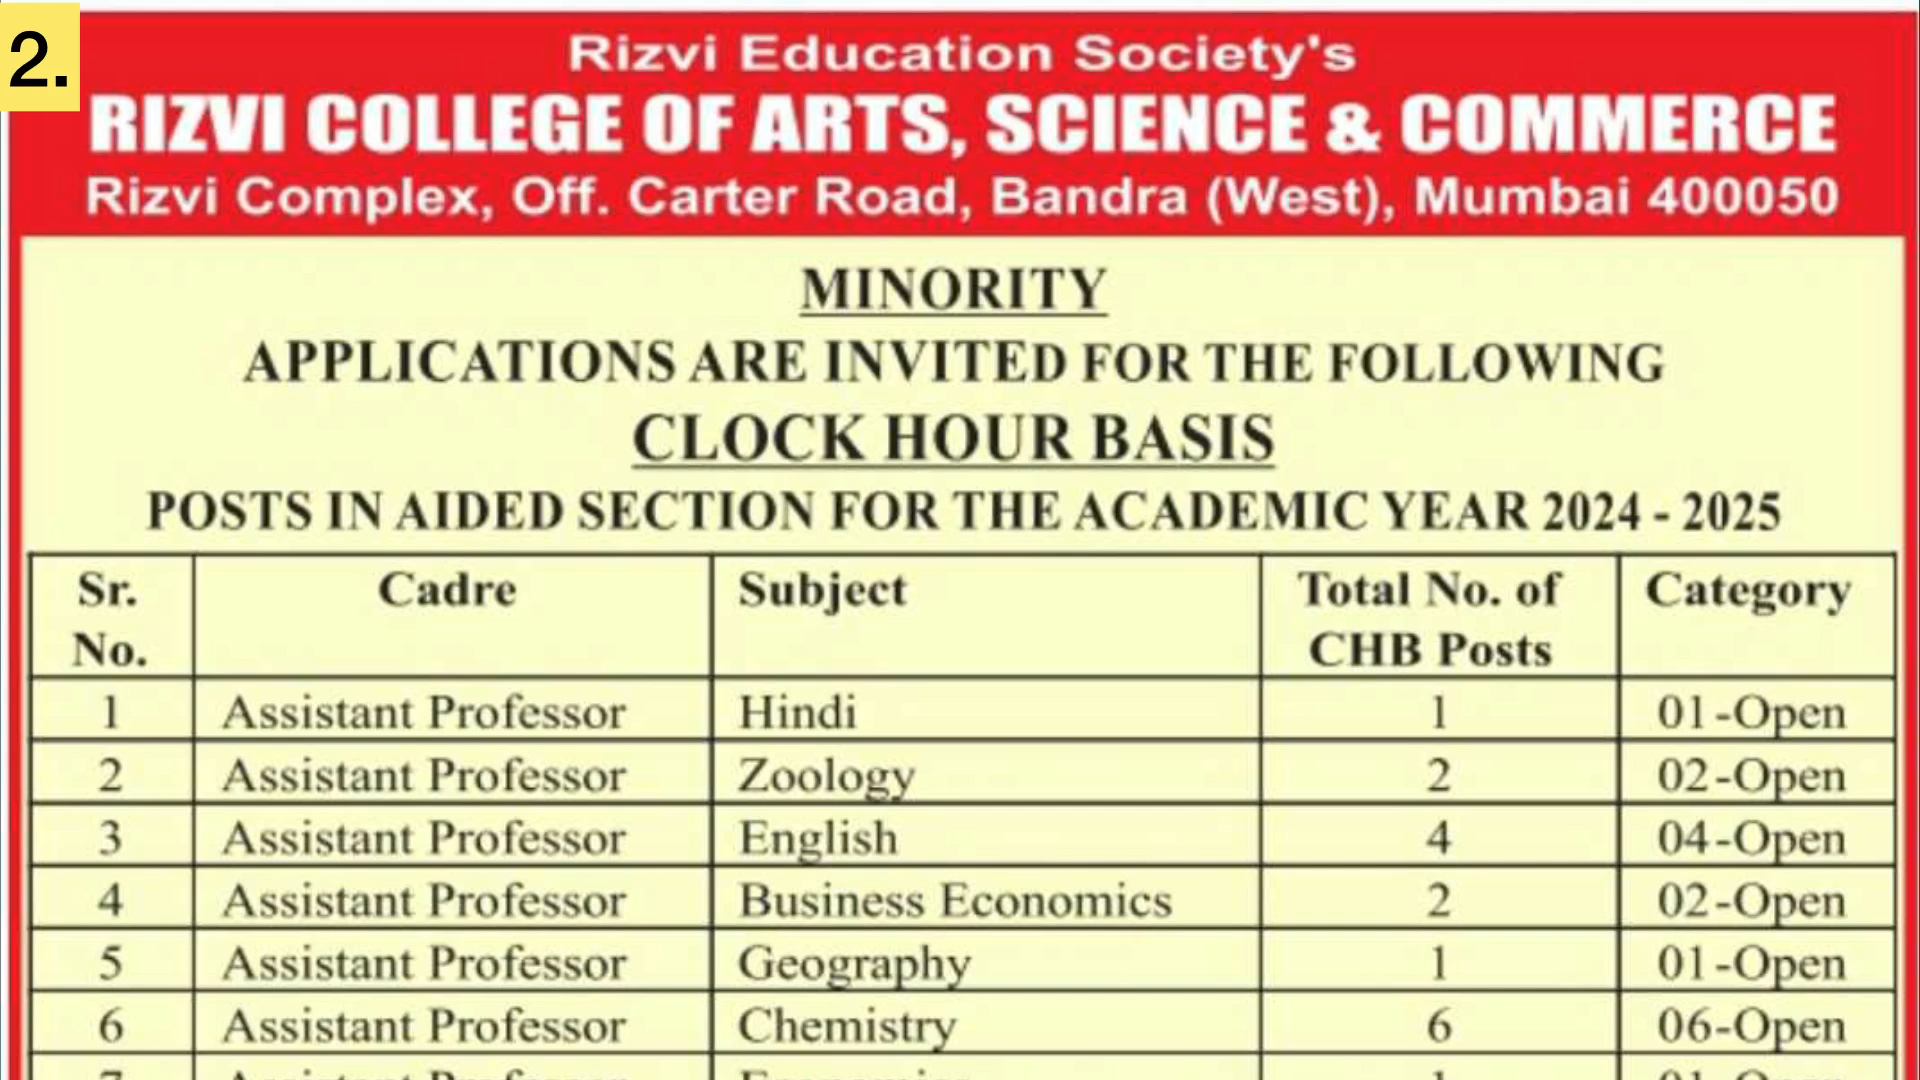 2.
Rizvi Education Society's
RIZVI COLLEGE OF ARTS, SCIENCE & COMMERCE
Rizvi Complex, Off. Carter Road, Bandra (West), Mumbai 400050
MINORITY
APPLICATIONS ARE INVITED FOR THE FOLLOWING
CLOCK HOUR BASIS
POSTS IN AIDED SECTION FOR THE ACADEMIC YEAR 2024 - 2025
Sr. No. Cadre Subject Total No. of CHB Posts Category
1 Assistant Professor Hindi 1 01-Open
2 Assistant Professor Zoology 2 02-Open
3 Assistant Professor English 4 04-Open
4 Assistant Professor Business Economics 2 02-Open
5 Assistant Professor Geography 1 01-Open
6 Assistant Professor Chemistry 6 06-Open